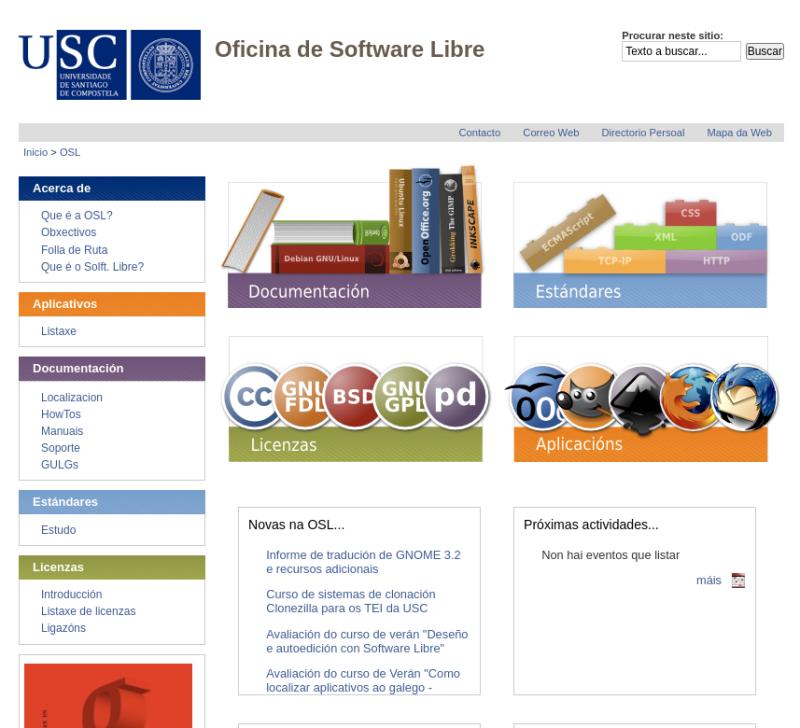 USC
UNIVERSIDADE
DE SANTIAGO
DE COMPOSTELA
Oficina de Software Libre
Procurar neste sitio:
Texto a buscar...
Buscar
Contacto Correo Web Directorio Persoal Mapa da Web
Inicio > OSL
Acerca de
Que é a OSL?
Obxectivos
Folla de Ruta
Que é o Solft. Libre?
Aplicativos
Listaxe
Documentación
Localizacion
HowTos
Manuais
Soporte
GULGs
Estándares
Estudo
Licenzas
Introducción
Listaxe de licenzas
Ligazóns
Debian GNU/Linux
Ubuntu Linux
OpenOffice.org
Grokking The GIMP
INKSCAPE
Documentación
ECMAScript
CSS
XML
ODF
TCP-IP
HTTP
Estándares
CC
GNU
FDL
BSD
GNU
GPL
pd
Licenzas
Aplicacións
Novas na OSL...
Informe de tradución de GNOME 3.2
e recursos adicionais
Curso de sistemas de clonación
Clonezilla para os TEI da USC
Avaliación do curso de verán "Deseño
e autoedición con Software Libre"
Avaliación do curso de Verán "Como
localizar aplicativos ao galego -
Próximas actividades...
Non hai eventos que listar
máis